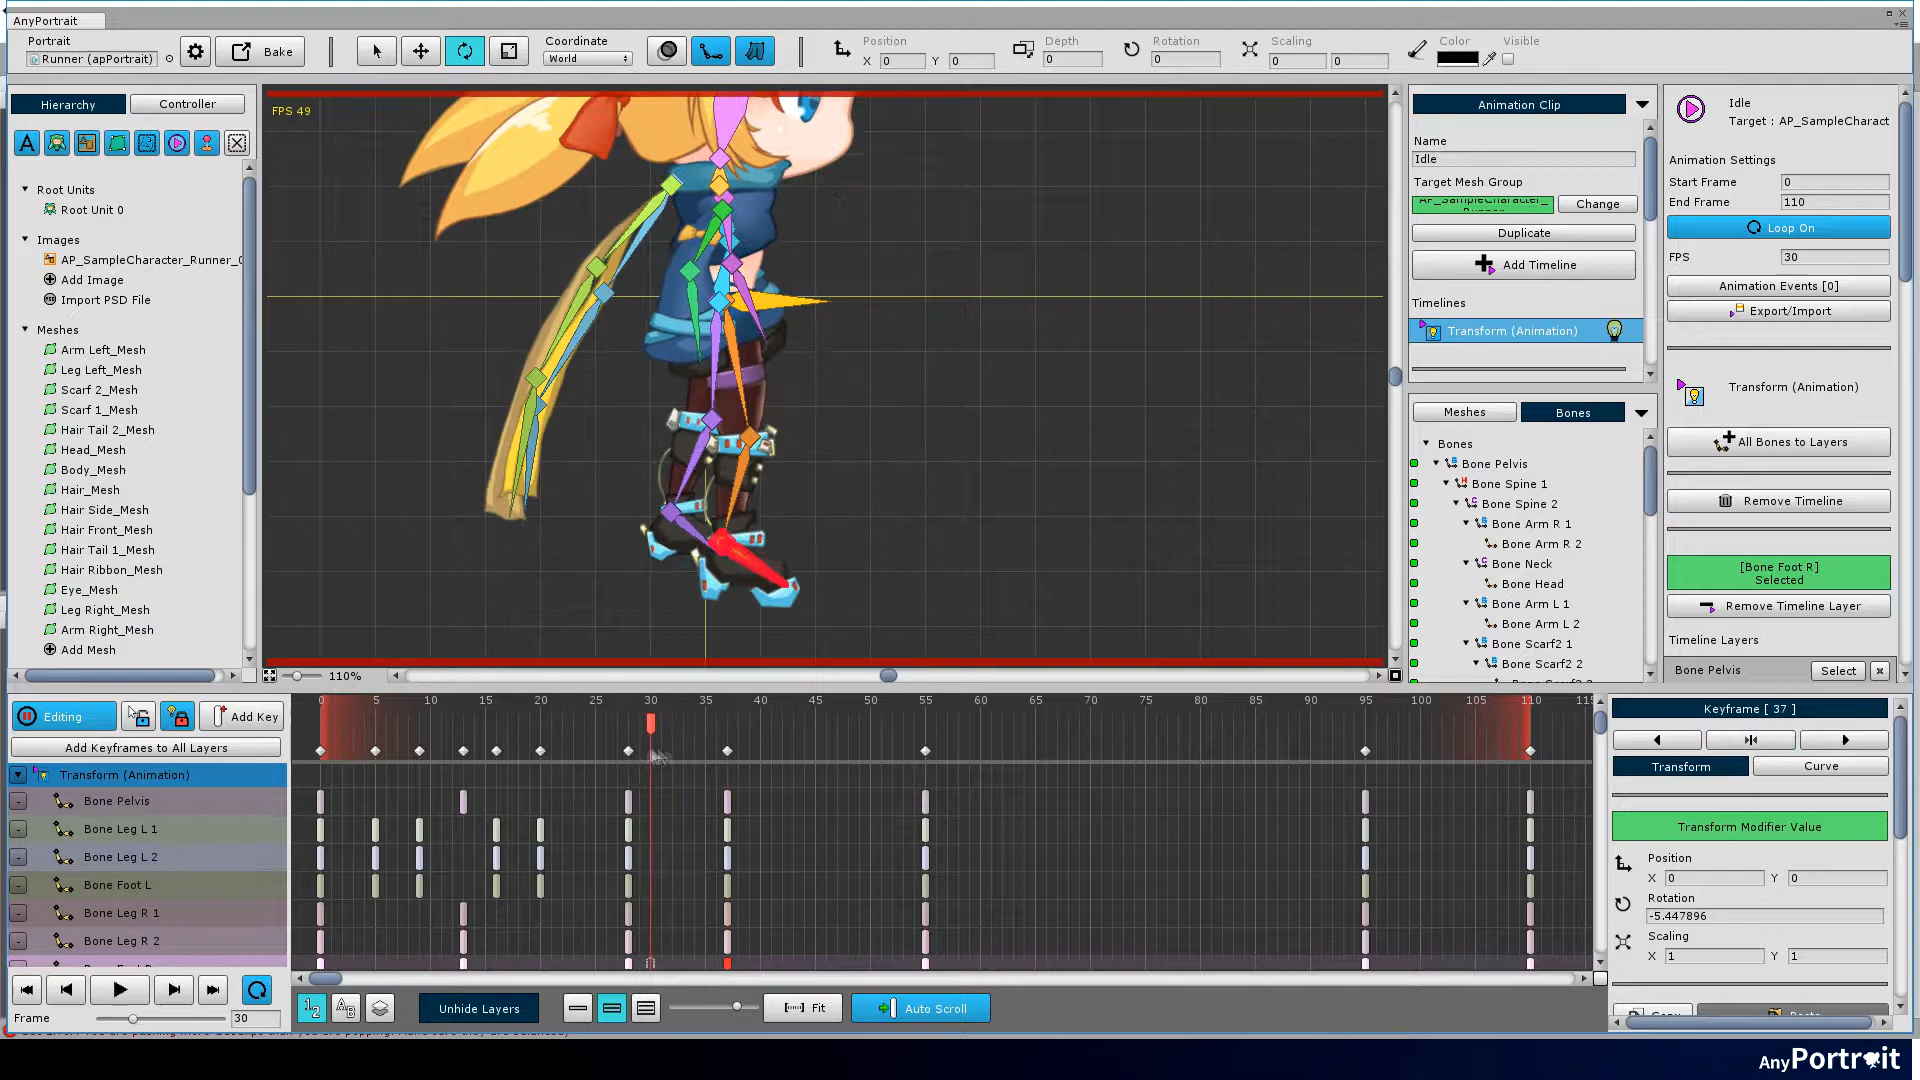 AnyPortrait
Portrait
Runner (apPortrait)
Bake
Coordinate
World
Position
X 0 Y 0
Depth
0
Rotation
0
Scaling
0 0
Color
Visible
Hierarchy
Controller
Root Units
Root Unit 0
Images
AP_SampleCharacter_Runner_0
Add Image
Import PSD File
Meshes
Arm Left_Mesh
Leg Left_Mesh
Scarf 2_Mesh
Scarf 1_Mesh
Hair Tail 2_Mesh
Head_Mesh
Body_Mesh
Hair_Mesh
Hair Side_Mesh
Hair Front_Mesh
Hair Tail 1_Mesh
Hair Ribbon_Mesh
Eye_Mesh
Leg Right_Mesh
Arm Right_Mesh
Add Mesh
FPS 49
110%
Animation Clip
Name
Idle
Target Mesh Group
AP_SampleCharacter_
Runner
Change
Duplicate
Add Timeline
Timelines
Transform (Animation)
Meshes
Bones
Bones
Bone Pelvis
Bone Spine 1
Bone Spine 2
Bone Arm R 1
Bone Arm R 2
Bone Neck
Bone Head
Bone Arm L 1
Bone Arm L 2
Bone Scarf2 1
Bone Scarf2 2
Idle
Target : AP_SampleCharact
Animation Settings
Start Frame 0
End Frame 110
Loop On
FPS 30
Animation Events [0]
Export/Import
Transform (Animation)
All Bones to Layers
Remove Timeline
[Bone Foot R]
Selected
Remove Timeline Layer
Timeline Layers
Bone Pelvis Select
Editing
Add Key
Add Keyframes to All Layers
Transform (Animation)
Bone Pelvis
Bone Leg L 1
Bone Leg L 2
Bone Foot L
Bone Leg R 1
Bone Leg R 2
Frame 30
0 5 10 15 20 25 30 35 40 45 50 55 60 65 70 75 80 85 90 95 100 105 110 115
Unhide Layers
Fit
Auto Scroll
Keyframe [ 37 ]
Transform
Curve
Transform Modifier Value
Position
X 0 Y 0
Rotation
-5.447896
Scaling
X 1 Y 1
Copy
Paste
AnyPortrait